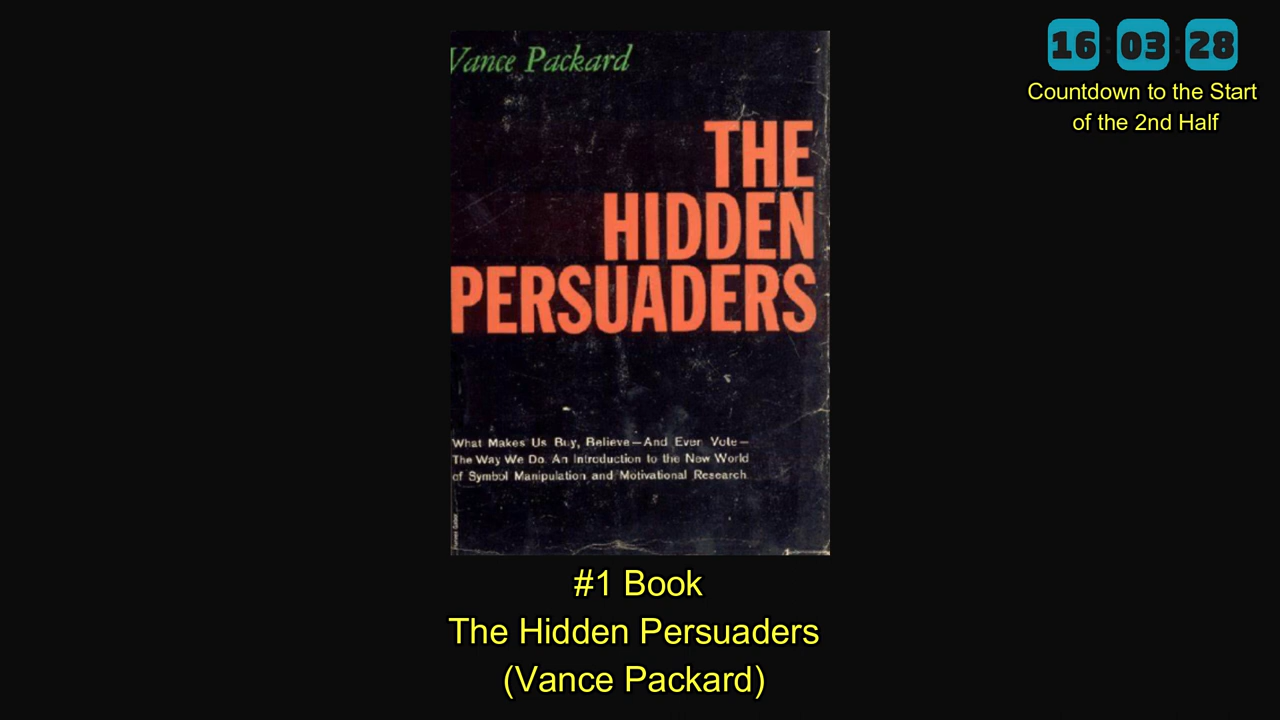 16 03 28
Countdown to the Start
of the 2nd Half
Vance Packard
THE
HIDDEN
PERSUADERS
What Makes Us Buy, Believe—And Even Vote—
The Way We Do. An Introduction to the New World
of Symbol Manipulation and Motivational Research
#1 Book
The Hidden Persuaders
(Vance Packard)